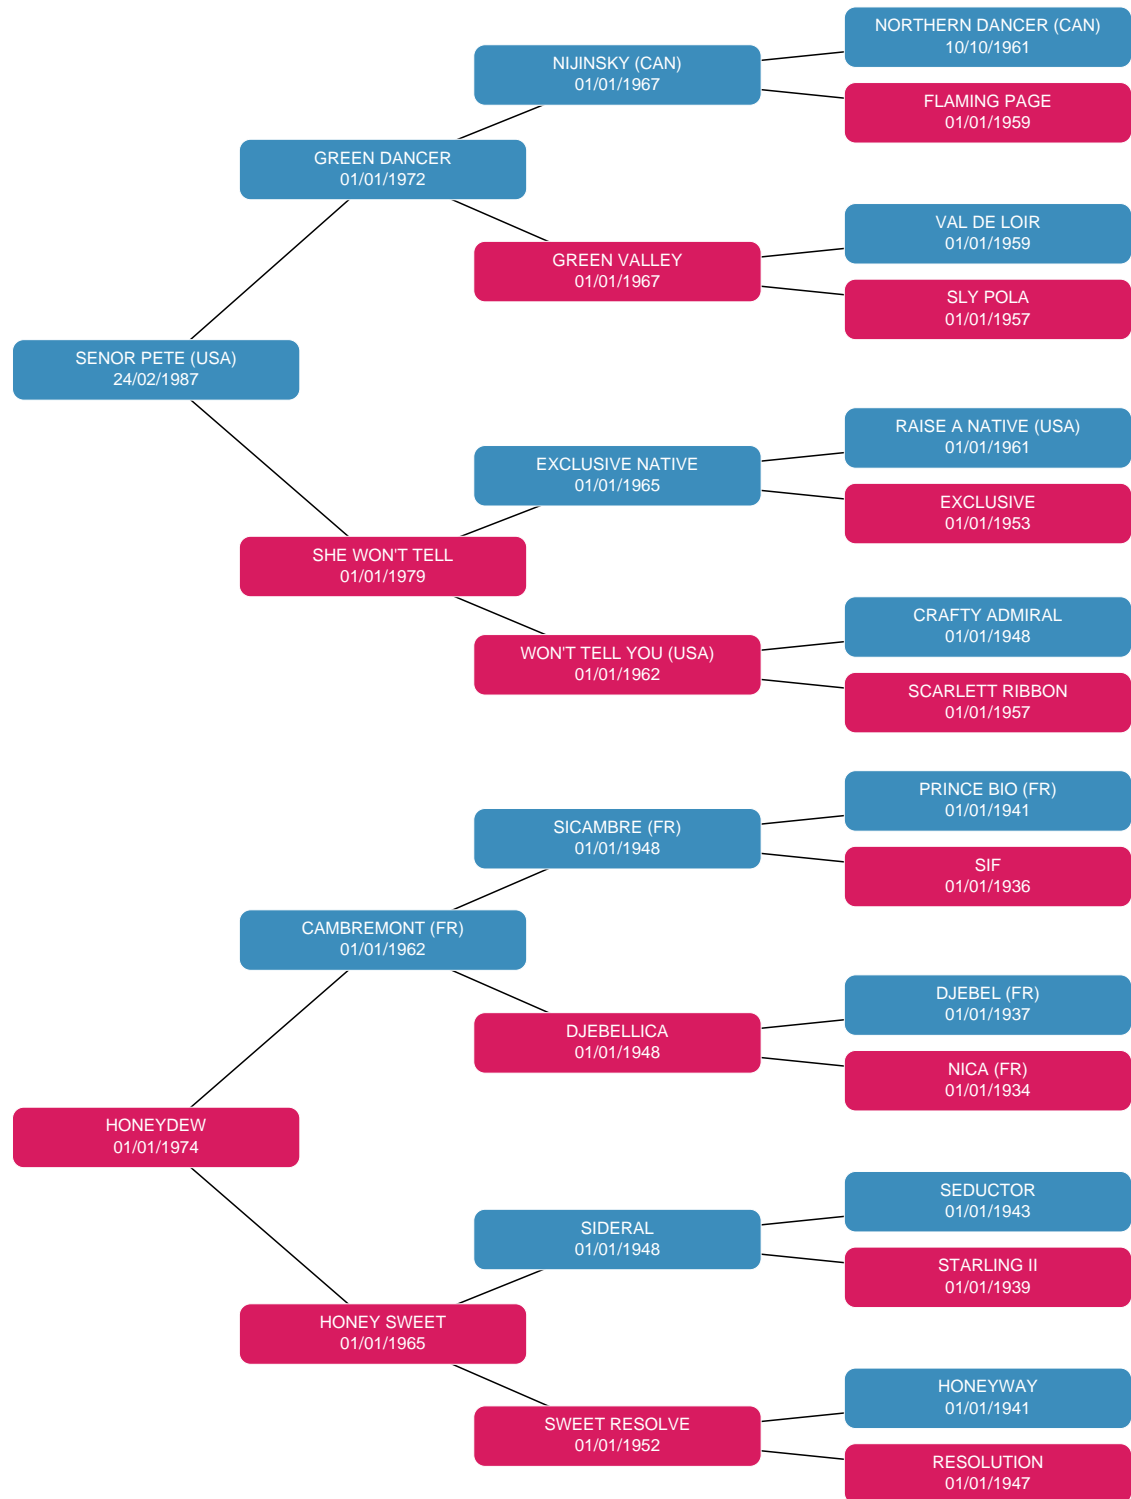 NORTHERN DANCER (CAN)
10/10/1961
NIJINSKY (CAN)
01/01/1967
FLAMING PAGE
01/01/1959
GREEN DANCER
01/01/1972
VAL DE LOIR
01/01/1959
GREEN VALLEY
01/01/1967
SLY POLA
01/01/1957
SENOR PETE (USA)
24/02/1987
RAISE A NATIVE (USA)
01/01/1961
EXCLUSIVE NATIVE
01/01/1965
EXCLUSIVE
01/01/1953
SHE WON'T TELL
01/01/1979
CRAFTY ADMIRAL
01/01/1948
WON'T TELL YOU (USA)
01/01/1962
SCARLETT RIBBON
01/01/1957
PRINCE BIO (FR)
01/01/1941
SICAMBRE (FR)
01/01/1948
SIF
01/01/1936
CAMBREMONT (FR)
01/01/1962
DJEBEL (FR)
01/01/1937
DJEBELLICA
01/01/1948
NICA (FR)
01/01/1934
HONEYDEW
01/01/1974
SEDUCTOR
01/01/1943
SIDERAL
01/01/1948
STARLING II
01/01/1939
HONEY SWEET
01/01/1965
HONEYWAY
01/01/1941
SWEET RESOLVE
01/01/1952
RESOLUTION
01/01/1947